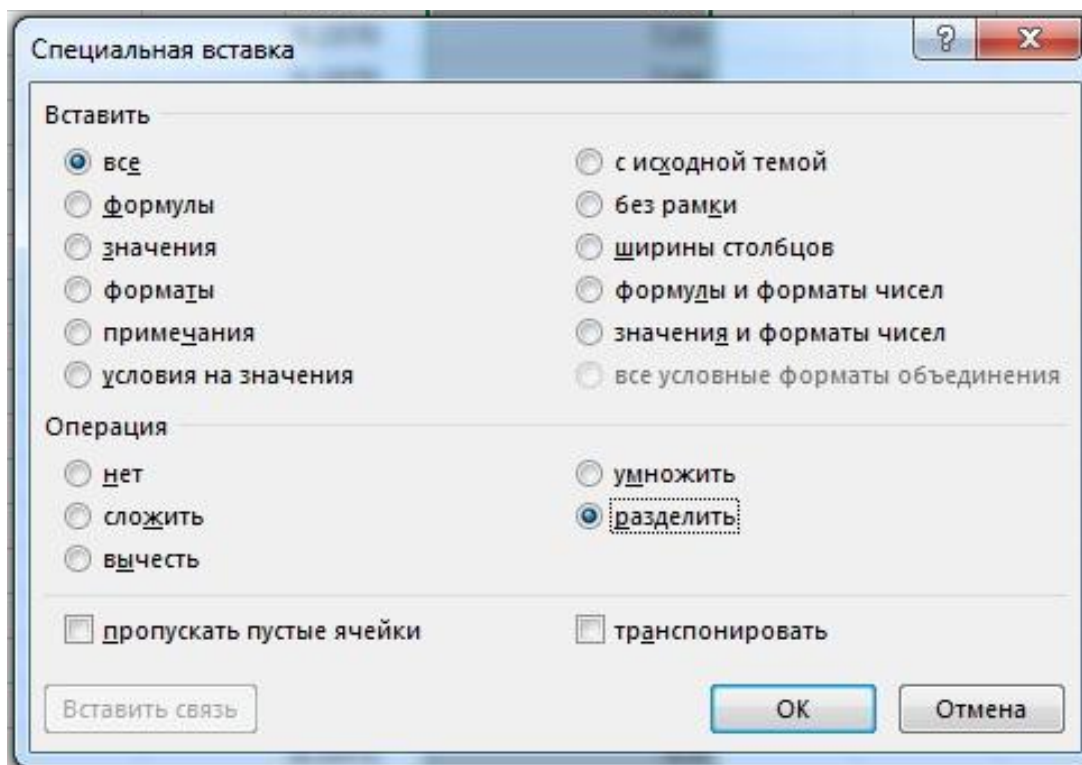 Специальная вставка
Вставить
все
формулы
значения
форматы
примечания
условия на значения
с исходной темой
без рамки
ширины столбцов
формулы и форматы чисел
значения и форматы чисел
все условные форматы объединения
Операция
нет
сложить
вычесть
умножить
разделить
пропускать пустые ячейки
транспонировать
Вставить связь
ОК
Отмена